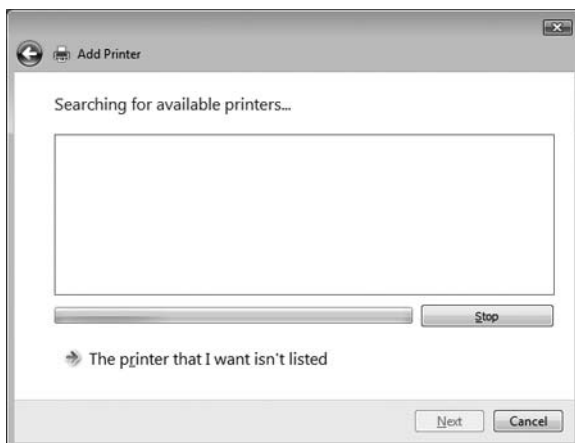 Add Printer
Searching for available printers...
Stop
The printer that I want isn't listed
Next
Cancel